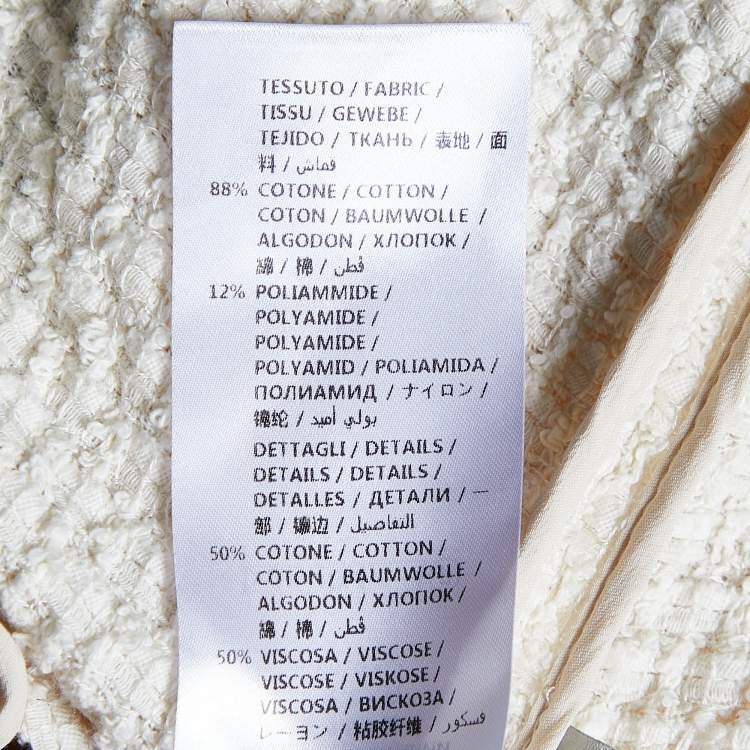 TESSUTO / FABRIC /
TISSU / GEWEBE /
TEJIDO / ТКАНЬ / 表地 / 面
料 / قماش
88% COTONE / COTTON /
COTON / BAUMWOLLE /
ALGODON / ХЛОПОК /
綿 / 棉 / قطن
12% POLIAMMIDE /
POLYAMIDE /
POLYAMIDE /
POLYAMID / POLIAMIDA /
ПОЛИАМИД / ナイロン /
锦纶 / بولي أميد
DETTAGLI / DETAILS /
DETAILS / DETAILS /
DETALLES / ДЕТАЛИ / 一
部 / 镶边 / التفاصيل
50% COTONE / COTTON /
COTON / BAUMWOLLE /
ALGODON / ХЛОПОК /
綿 / 棉 / قطن
50% VISCOSA / VISCOSE /
VISCOSE / VISKOSE /
VISCOSA / ВИСКОЗА /
レーヨン / 粘胶纤维 / فسكور